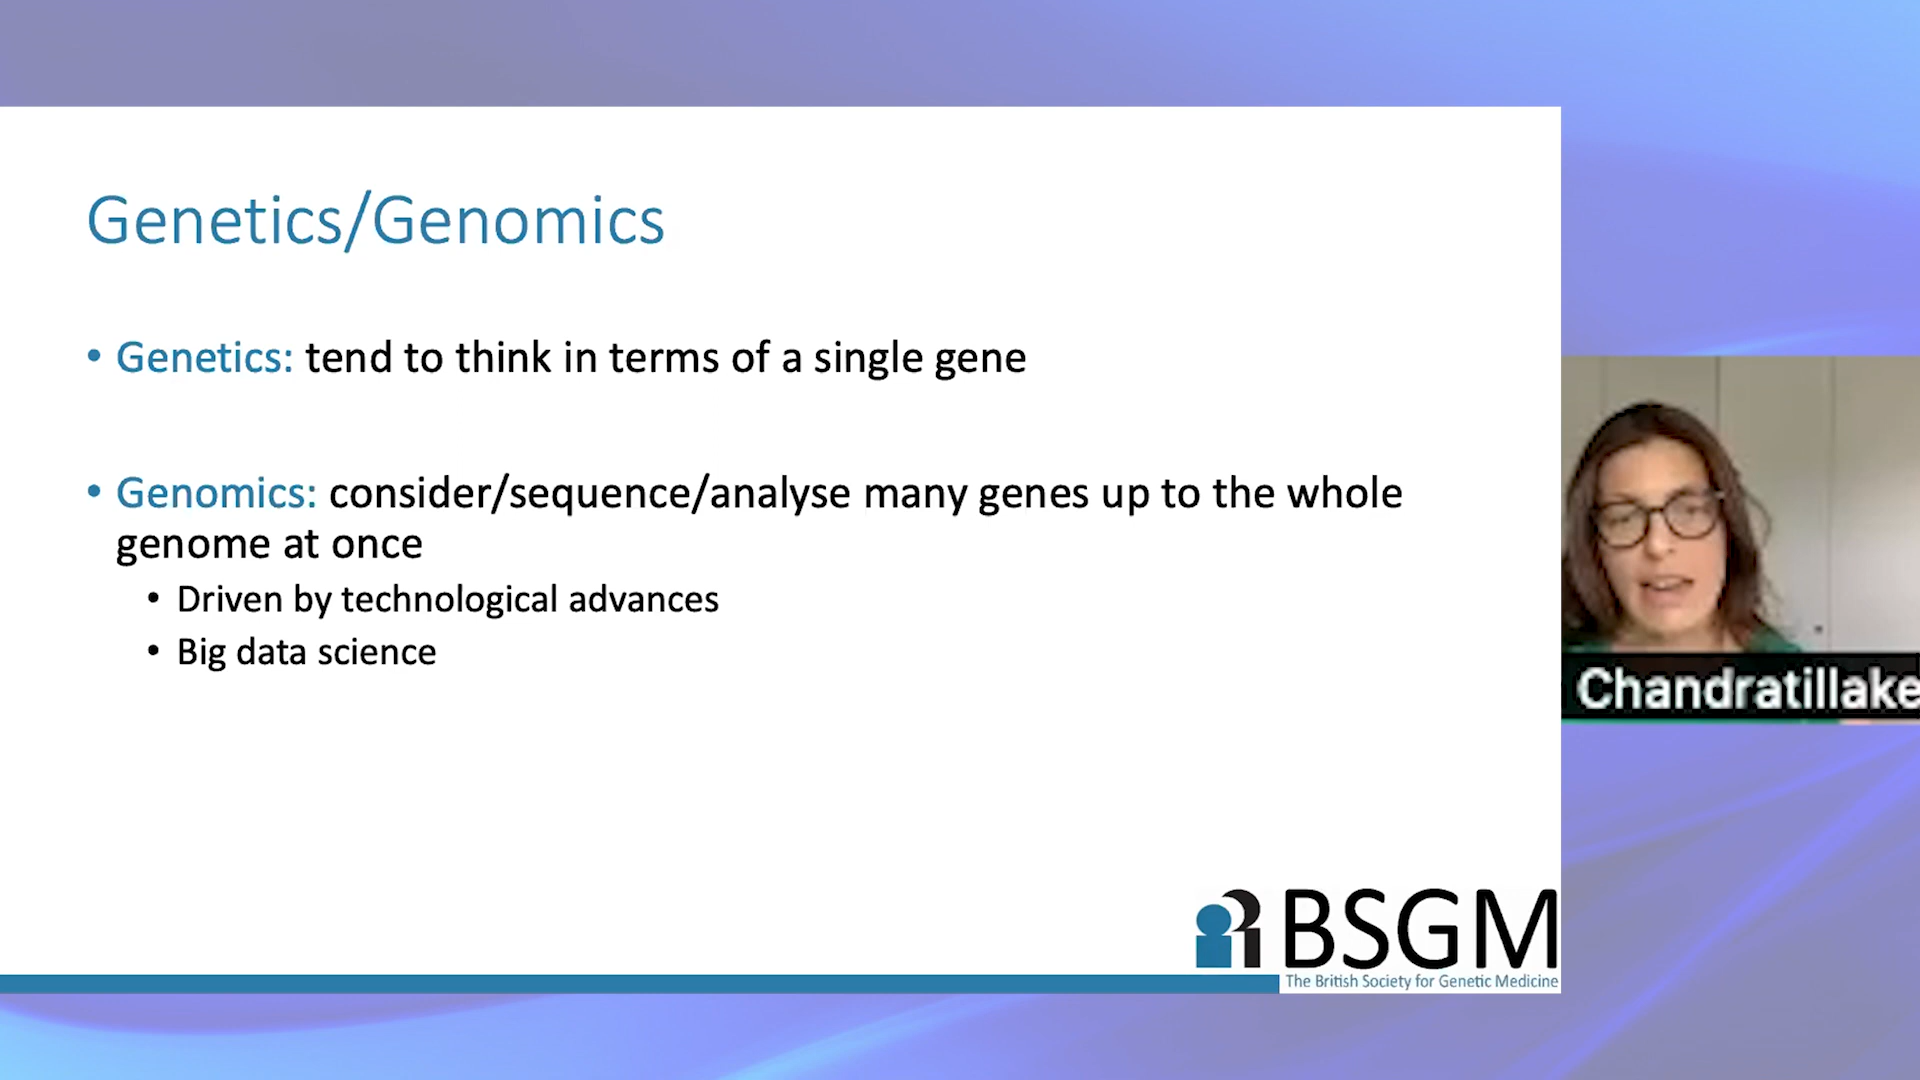 Genetics/Genomics
• Genetics: tend to think in terms of a single gene
• Genomics: consider/sequence/analyse many genes up to the whole
genome at once
• Driven by technological advances
• Big data science
Chandratillake
BSGM
The British Society for Genetic Medicine